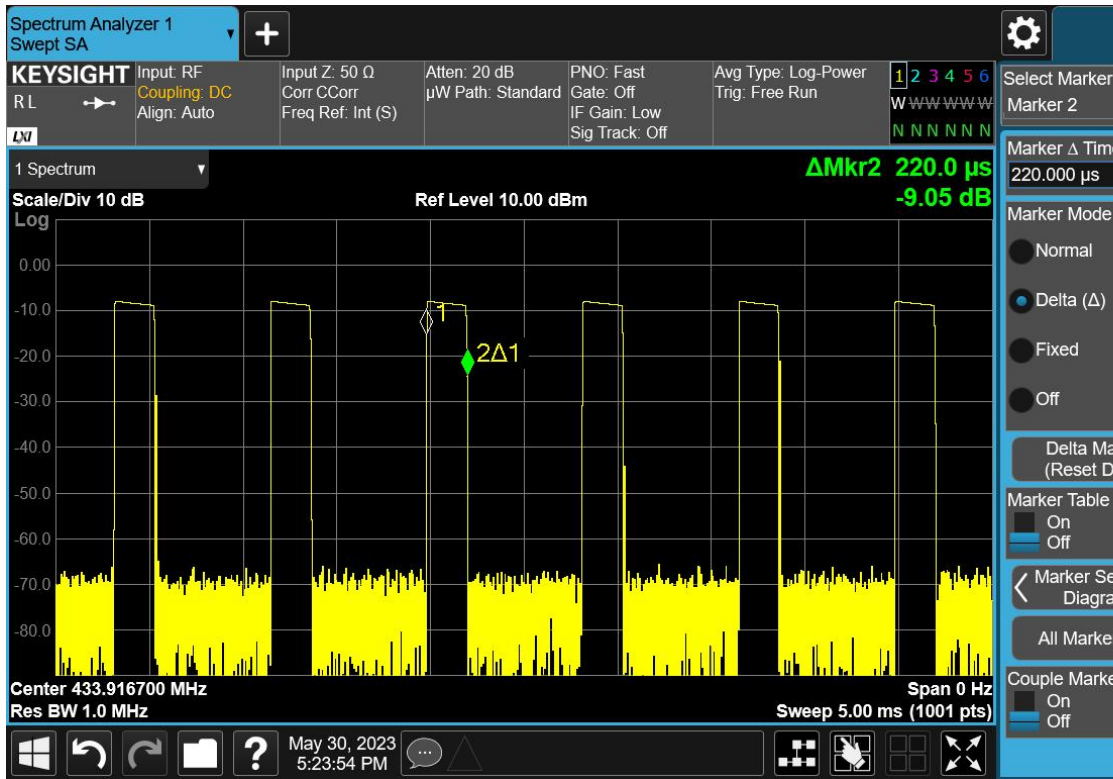 Spectrum Analyzer 1
Swept SA
KEYSIGHT
R L
LXI
Input: RF
Coupling: DC
Align: Auto
Input Z: 50 Ω
Corr CCorr
Freq Ref: Int (S)
Atten: 20 dB
µW Path: Standard
PNO: Fast
Gate: Off
IF Gain: Low
Sig Track: Off
Avg Type: Log-Power
Trig: Free Run
1 2 3 4 5 6
W W W W W W
N N N N N N
Select Marker
Marker 2
1 Spectrum
ΔMkr2 220.0 µs
-9.05 dB
Scale/Div 10 dB
Ref Level 10.00 dBm
Log
0.00
-10.0
-20.0
-30.0
-40.0
-50.0
-60.0
-70.0
-80.0
1
2Δ1
Center 433.916700 MHz
Res BW 1.0 MHz
Span 0 Hz
Sweep 5.00 ms (1001 pts)
Marker Δ Time
220.000 µs
Marker Mode
Normal
Delta (Δ)
Fixed
Off
Delta Ma
(Reset D
Marker Table
On
Off
Marker Se
Diagra
All Marke
Couple Marke
On
Off
?
May 30, 2023
5:23:54 PM